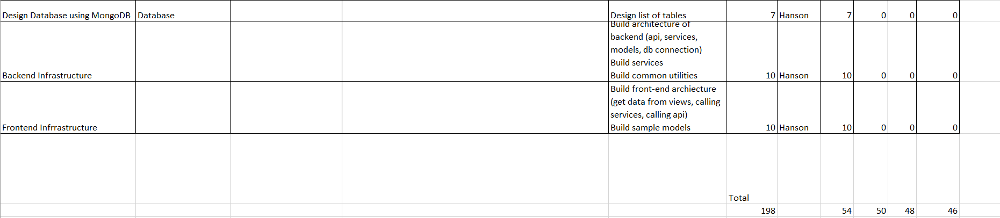 Design Database using MongoDB Database Design list of tables 7 Hanson 7 0 0 0
Build architecture of
backend (api, services,
models, db connection)
Build services
Backend Infrastructure Build common utilities 10 Hanson 10 0 0 0
Build front-end archiecture
(get data from views, calling
services, calling api)
Frontend Infrrastructure Build sample models 10 Hanson 10 0 0 0
Total
198 54 50 48 46